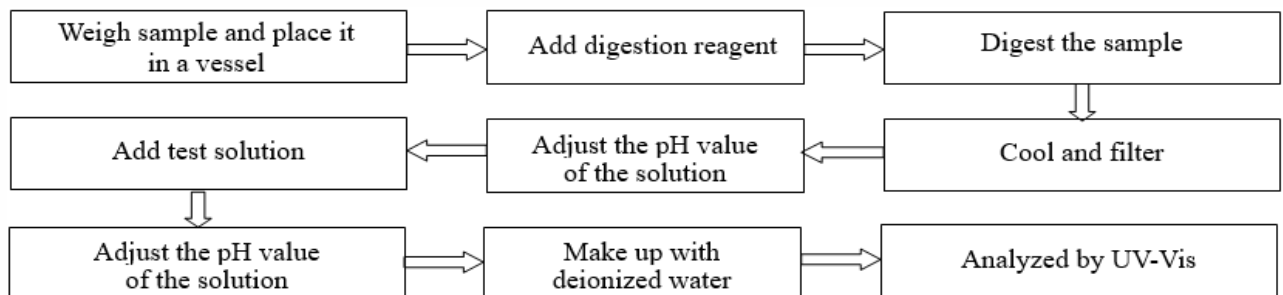 Weigh sample and place it
in a vessel
Add digestion reagent
Digest the sample
Cool and filter
Adjust the pH value
of the solution
Add test solution
Adjust the pH value
of the solution
Make up with
deionized water
Analyzed by UV-Vis